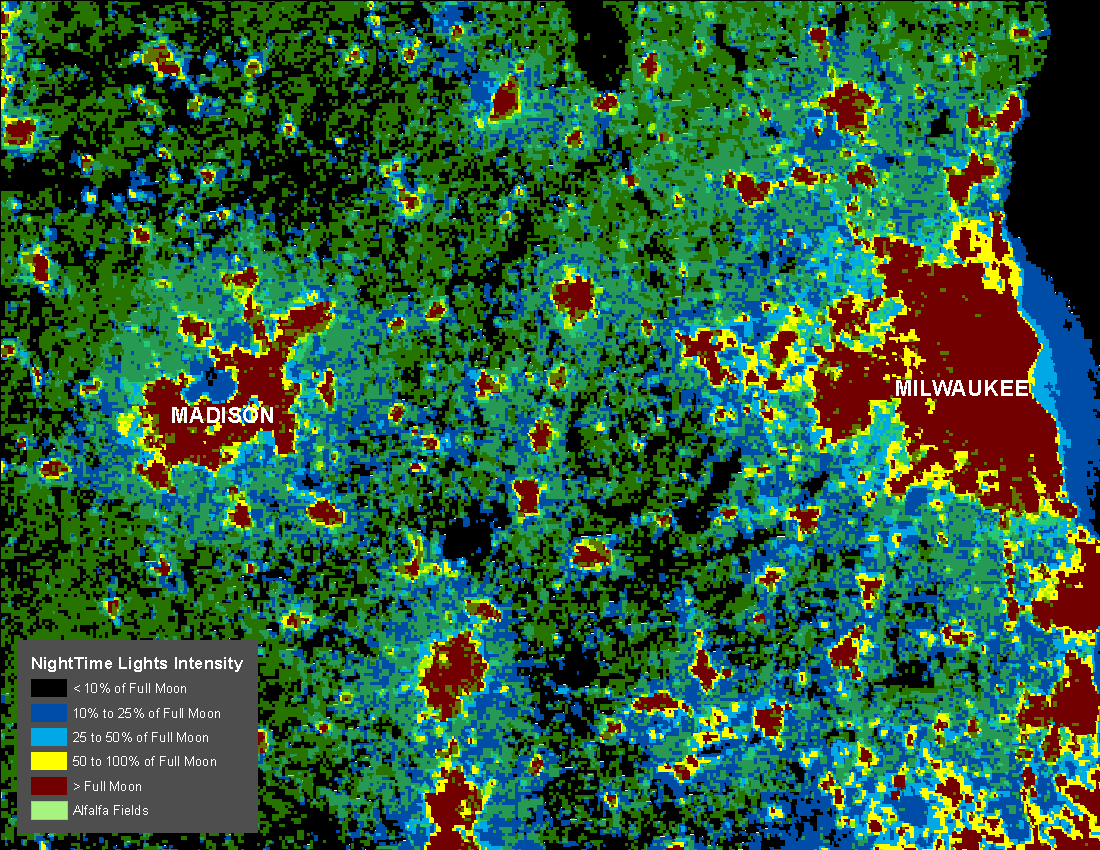 MADISON
MILWAUKEE
NightTime Lights Intensity
< 10% of Full Moon
10% to 25% of Full Moon
25 to 50% of Full Moon
50 to 100% of Full Moon
> Full Moon
Alfalfa Fields